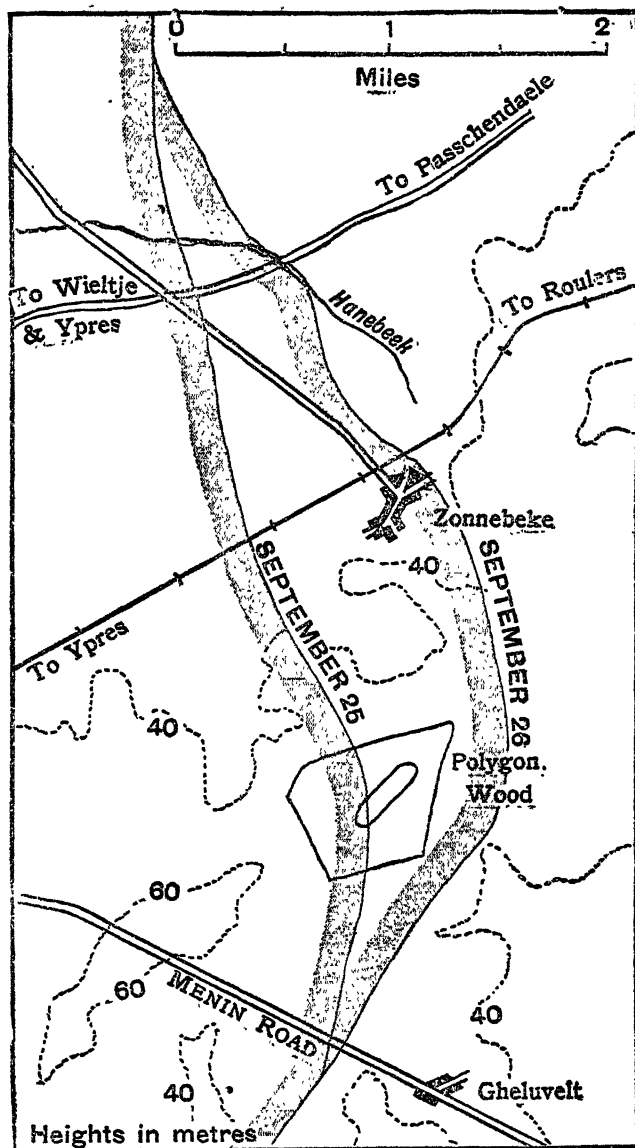 0 1 2
Miles
To Passchendaele
To Wieltje
& Ypres
Hanebeek
To Roulers
Zonnebeke
To Ypres
40
SEPTEMBER 25
SEPTEMBER 26
40
Polygon.
Wood
60
60
MENIN ROAD
40
40
Gheluvelt
Heights in metres